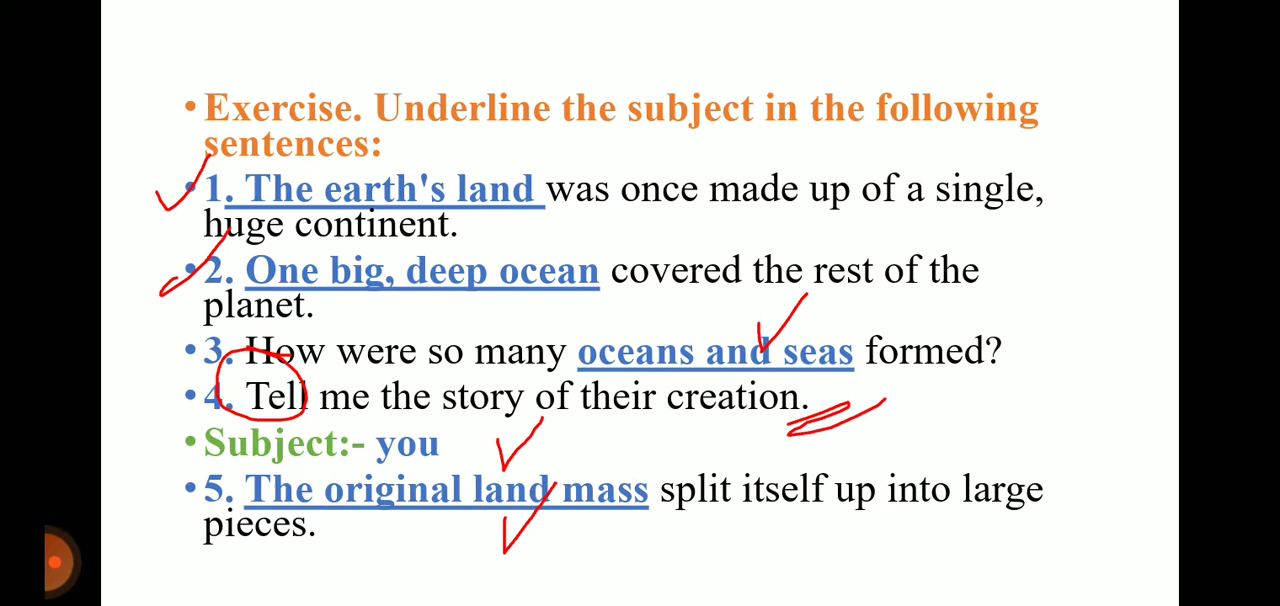 • Exercise. Underline the subject in the following
sentences:
• 1. The earth's land was once made up of a single,
huge continent.
• 2. One big, deep ocean covered the rest of the
planet.
• 3. How were so many oceans and seas formed?
• 4. Tell me the story of their creation.
• Subject:- you
• 5. The original land mass split itself up into large
pieces.